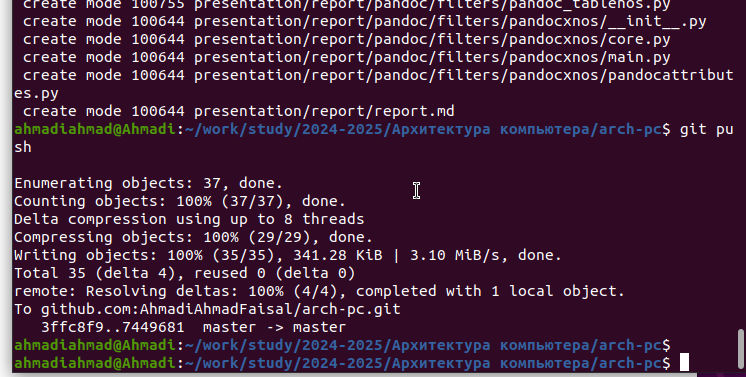 create mode 100755 presentation/report/pandoc/filters/pandoc_tablenos.py
create mode 100644 presentation/report/pandoc/filters/pandocxnos/__init__.py
create mode 100644 presentation/report/pandoc/filters/pandocxnos/core.py
create mode 100644 presentation/report/pandoc/filters/pandocxnos/main.py
create mode 100644 presentation/report/pandoc/filters/pandocxnos/pandocattribut
es.py
create mode 100644 presentation/report/report.md
ahmadiahmad@Ahmadi:~/work/study/2024-2025/Архитектура компьютера/arch-pc$ git pu
sh
Enumerating objects: 37, done.
Counting objects: 100% (37/37), done.
Delta compression using up to 8 threads
Compressing objects: 100% (29/29), done.
Writing objects: 100% (35/35), 341.28 KiB | 3.10 MiB/s, done.
Total 35 (delta 4), reused 0 (delta 0)
remote: Resolving deltas: 100% (4/4), completed with 1 local object.
To github.com:AhmadiAhmadFaisal/arch-pc.git
3ffc8f9..7449681  master -> master
ahmadiahmad@Ahmadi:~/work/study/2024-2025/Архитектура компьютера/arch-pc$
ahmadiahmad@Ahmadi:~/work/study/2024-2025/Архитектура компьютера/arch-pc$